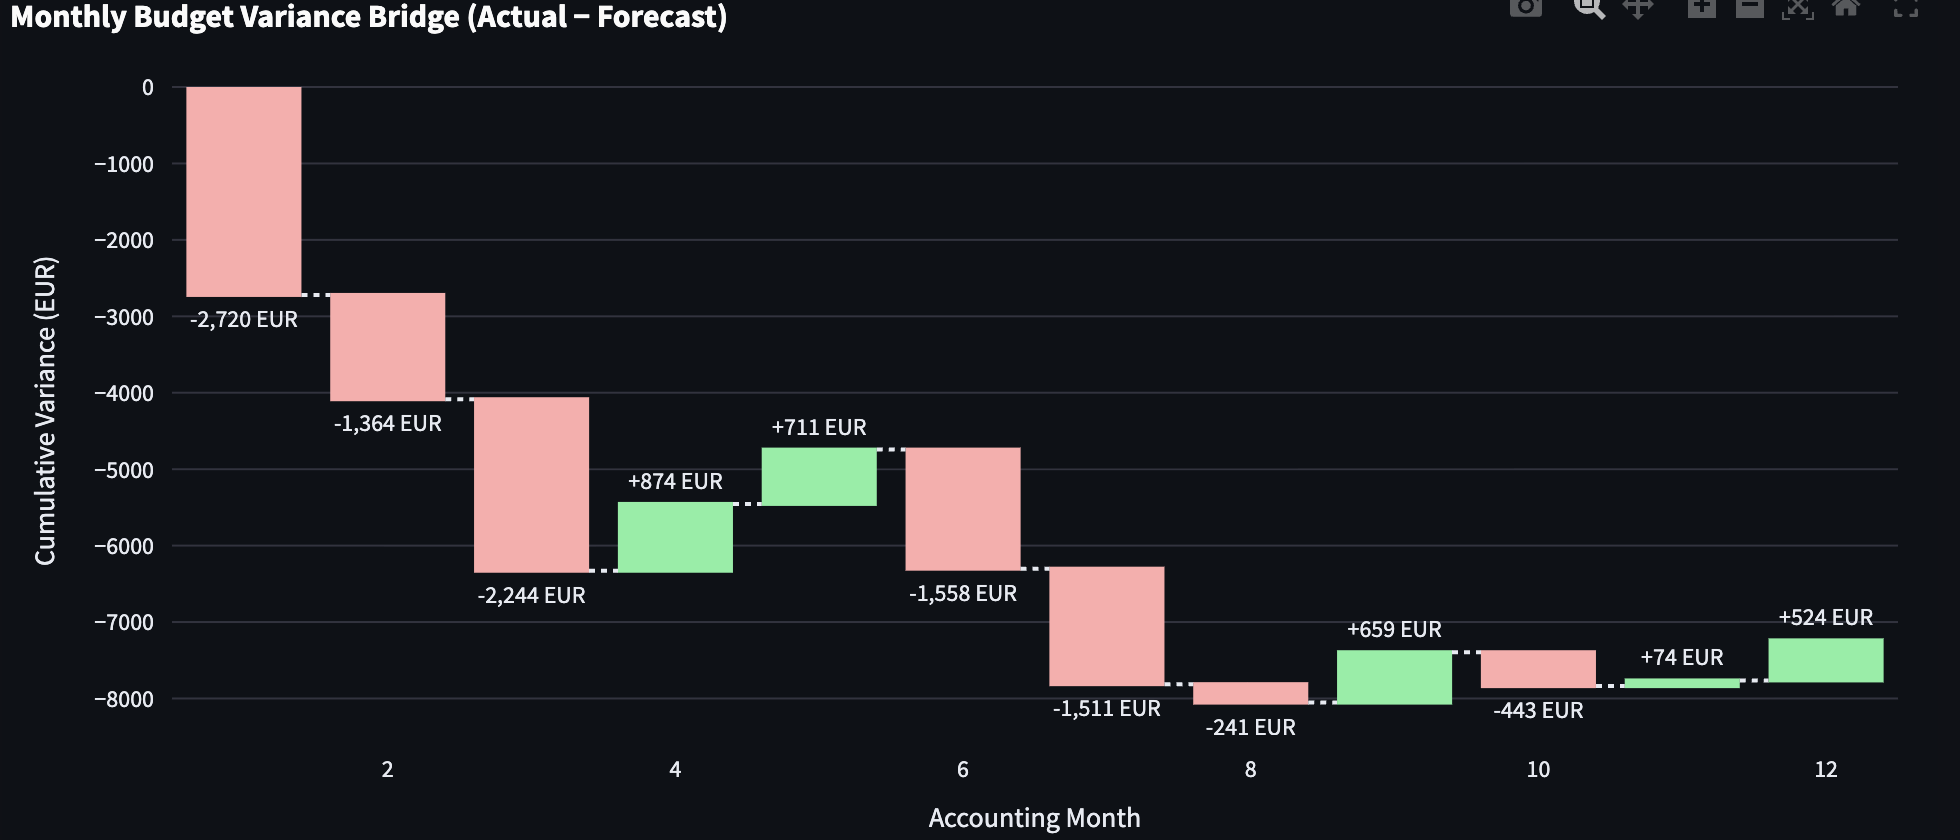 Monthly Budget Variance Bridge (Actual − Forecast)
Cumulative Variance (EUR)
0
−1000
−2000
−3000
−4000
−5000
−6000
−7000
−8000
-2,720 EUR
-1,364 EUR
-2,244 EUR
+874 EUR
+711 EUR
-1,558 EUR
-1,511 EUR
-241 EUR
+659 EUR
-443 EUR
+74 EUR
+524 EUR
2
4
6
8
10
12
Accounting Month